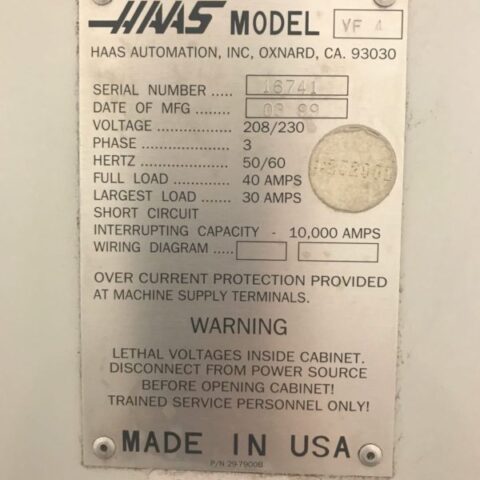 HAAS MODEL VF 4
HAAS AUTOMATION, INC, OXNARD, CA. 93030
SERIAL NUMBER ..... 16741
DATE OF MFG ........ 03 99
VOLTAGE ............... 208/230
PHASE .................... 3
HERTZ .................... 50/60
FULL LOAD ............. 40 AMPS
LARGEST LOAD ...... 30 AMPS
SHORT CIRCUIT
INTERRUPTING CAPACITY - 10,000 AMPS
WIRING DIAGRAM .....
OVER CURRENT PROTECTION PROVIDED
AT MACHINE SUPPLY TERMINALS.
WARNING
LETHAL VOLTAGES INSIDE CABINET.
DISCONNECT FROM POWER SOURCE
BEFORE OPENING CABINET!
TRAINED SERVICE PERSONNEL ONLY!
MADE IN USA
P/N 29-7900B